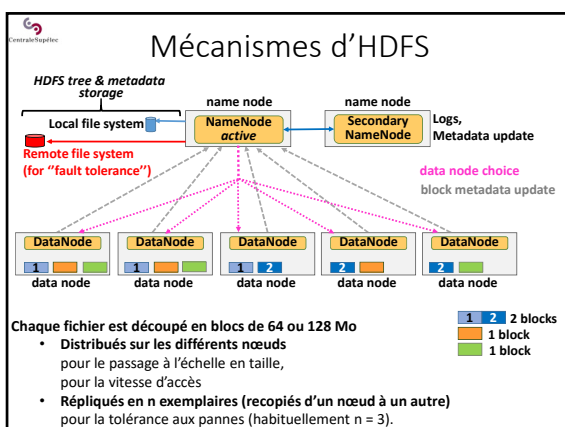 CentraleSupélec
Mécanismes d’HDFS
HDFS tree & metadata
storage
name node
name node
Local file system
NameNode
active
Secondary
NameNode
Logs,
Metadata update
Remote file system
(for ‘‘fault tolerance’’)
data node choice
block metadata update
DataNode
DataNode
DataNode
DataNode
DataNode
1
1
1 2
2
2
data node
data node
data node
data node
data node
Chaque fichier est découpé en blocs de 64 ou 128 Mo
1 2 2 blocks
1 block
1 block
• Distribués sur les différents nœuds
pour le passage à l’échelle en taille,
pour la vitesse d’accès
• Répliqués en n exemplaires (recopiés d’un nœud à un autre)
pour la tolérance aux pannes (habituellement n = 3).